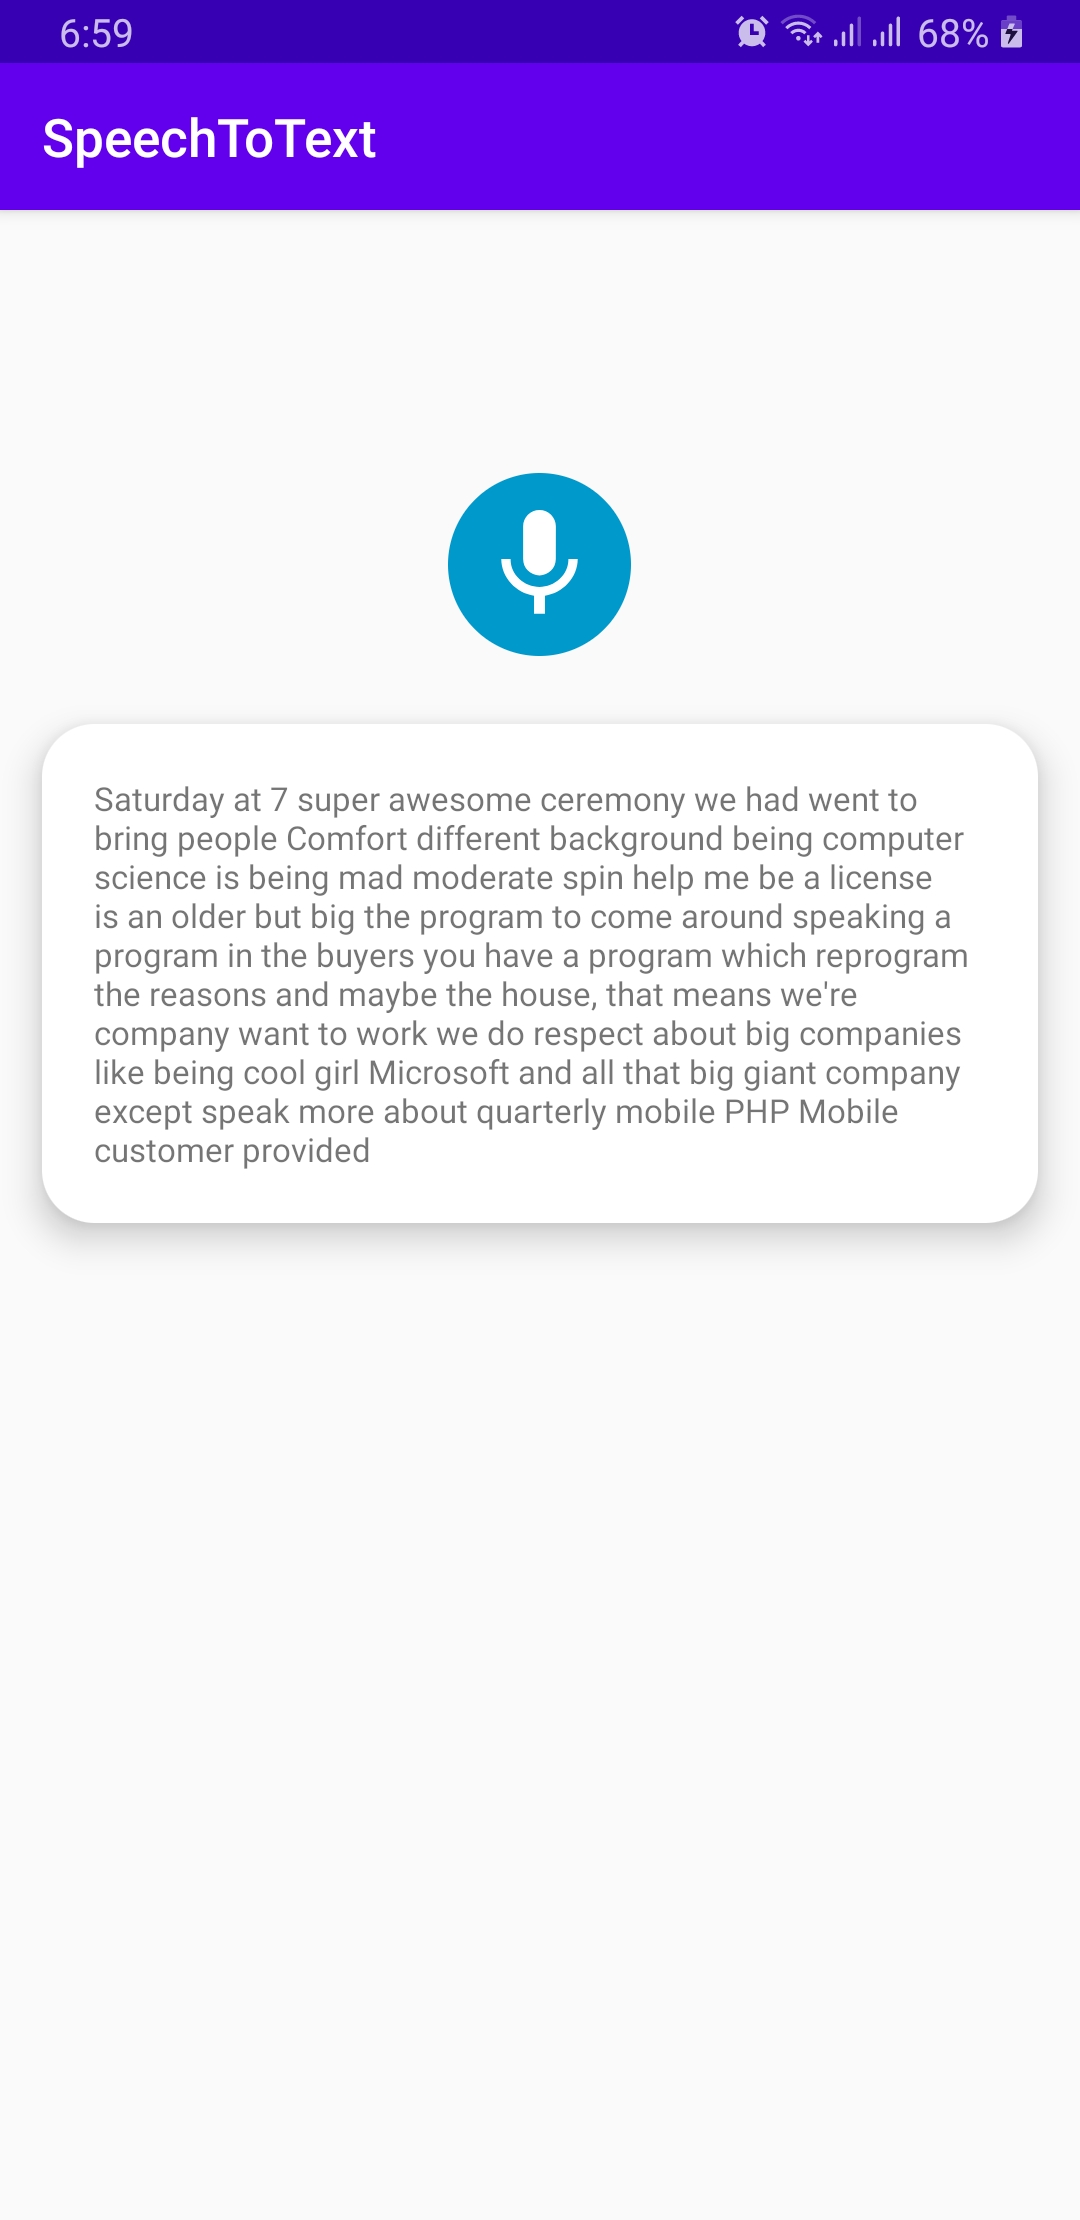 6:59 68%
SpeechToText
Saturday at 7 super awesome ceremony we had went to
bring people Comfort different background being computer
science is being mad moderate spin help me be a license
is an older but big the program to come around speaking a
program in the buyers you have a program which reprogram
the reasons and maybe the house, that means we're
company want to work we do respect about big companies
like being cool girl Microsoft and all that big giant company
except speak more about quarterly mobile PHP Mobile
customer provided